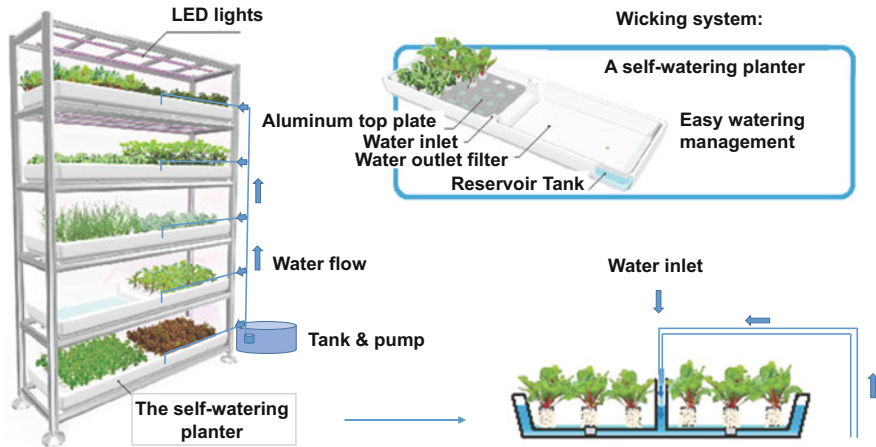 LED lights
Wicking system:
A self-watering planter
Aluminum top plate
Water inlet
Water outlet filter
Easy watering
management
Reservoir Tank
Water flow
Water inlet
Tank & pump
The self-watering
planter